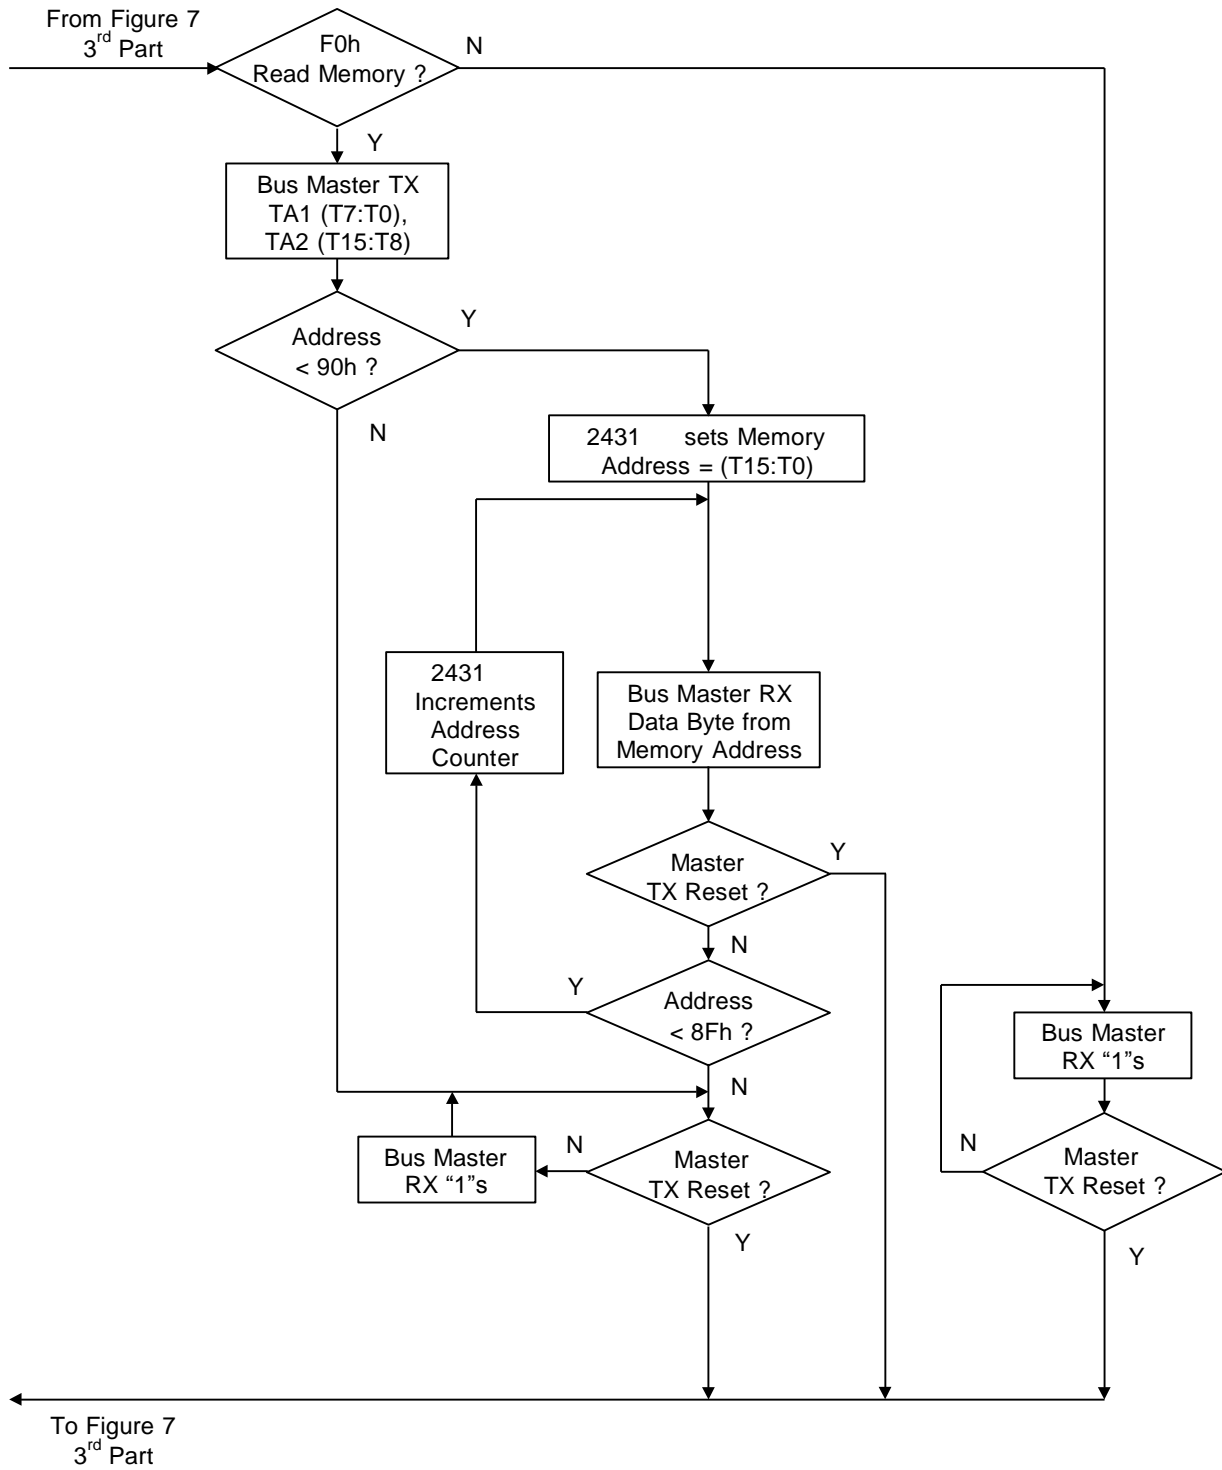 From Figure 7
3rd Part
F0h
Read Memory ?
N
Y
Bus Master TX
TA1 (T7:T0),
TA2 (T15:T8)
Address
< 90h ?
Y
N
2431 sets Memory
Address = (T15:T0)
2431
Increments
Address
Counter
Bus Master RX
Data Byte from
Memory Address
Master
TX Reset ?
Y
N
Address
< 8Fh ?
Y
N
Bus Master
RX “1”s
N
Master
TX Reset ?
Y
Bus Master
RX “1”s
N
Master
TX Reset ?
Y
To Figure 7
3rd Part